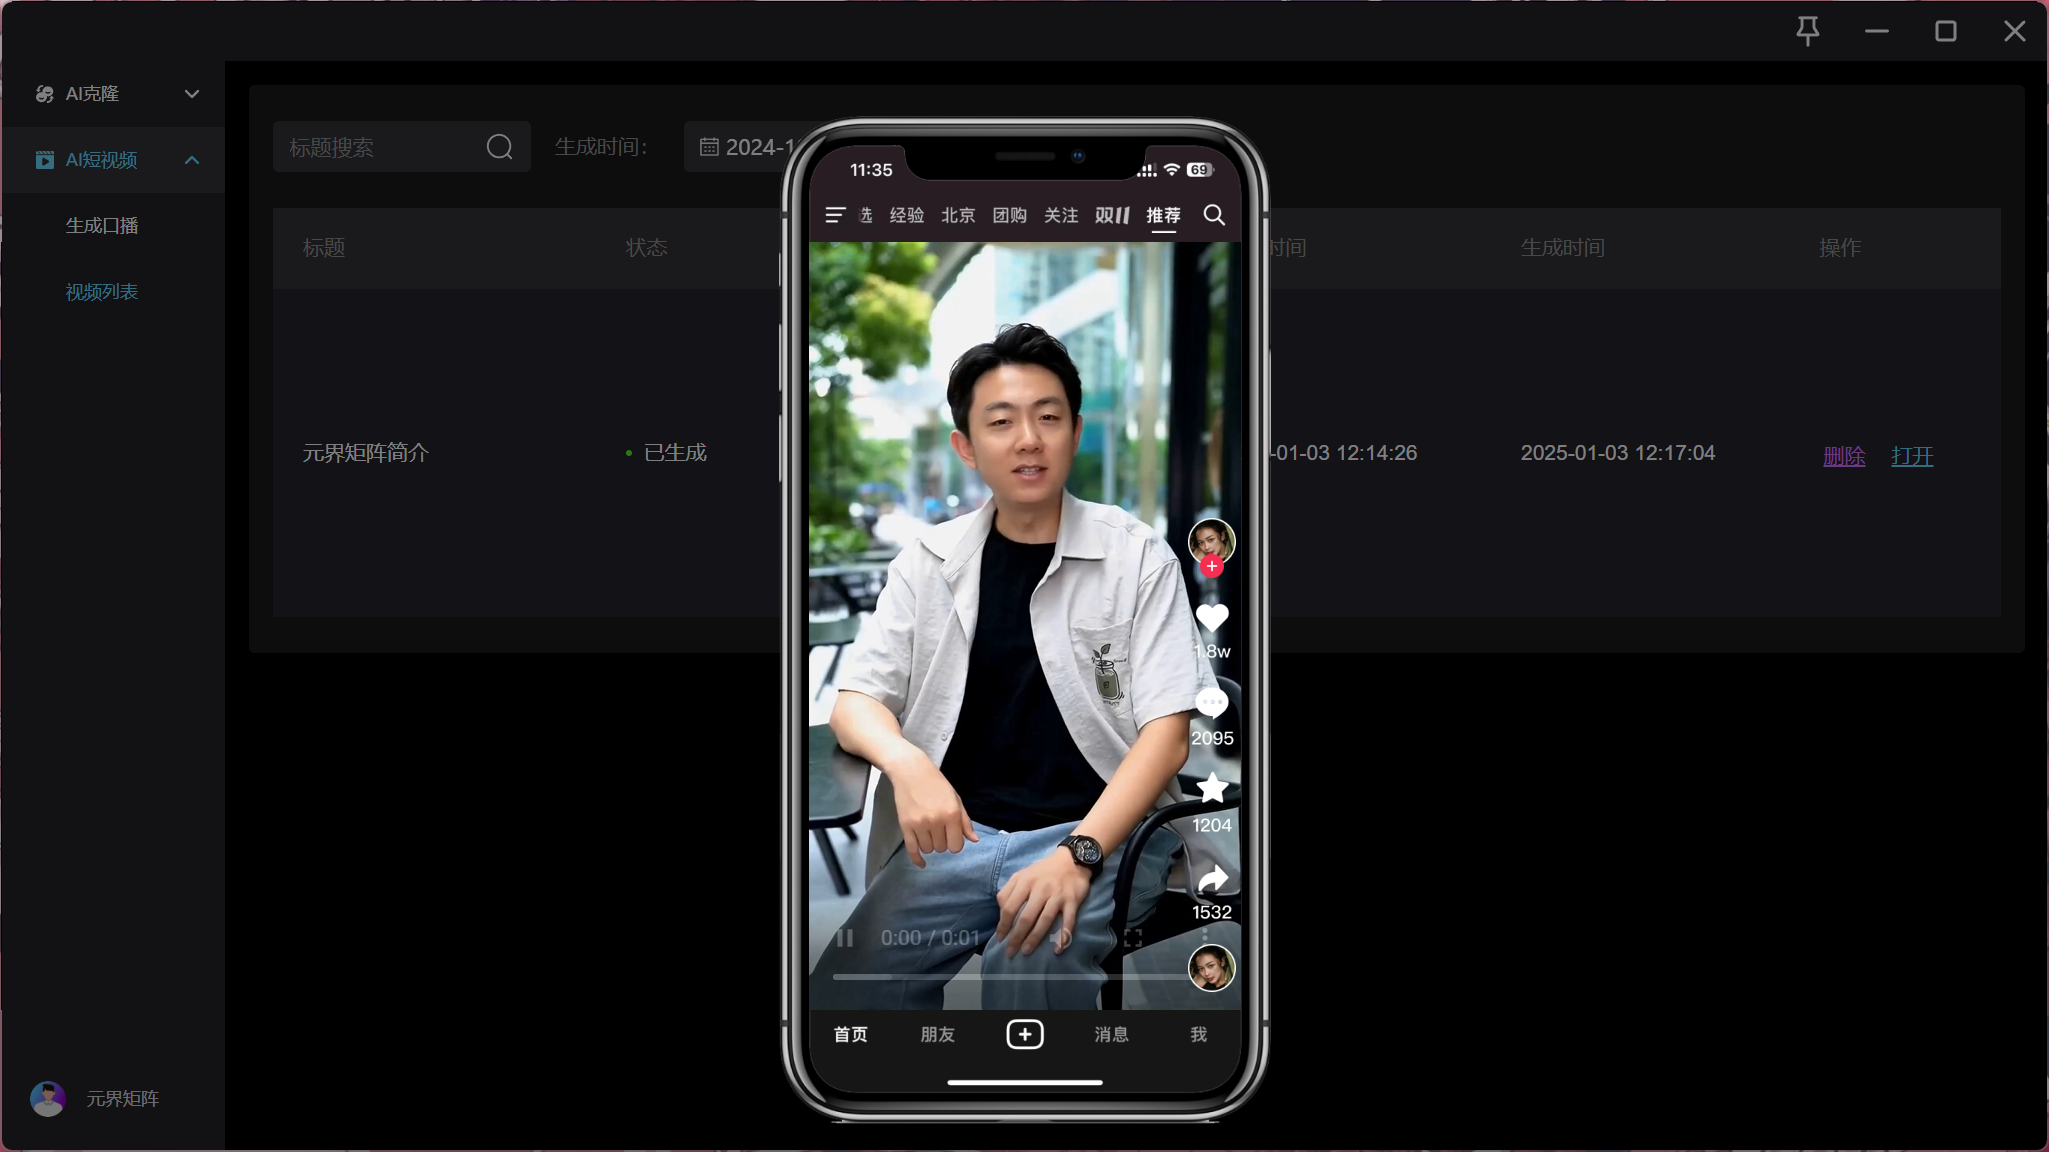 AI克隆
AI短视频
生成口播
视频列表
元界矩阵
标题搜索
生成时间：
2024-1
标题
状态
时间
生成时间
操作
元界矩阵简介
已生成
-01-03 12:14:26
2025-01-03 12:17:04
删除
打开
11:35
69
选 经验 北京 团购 关注 双11 推荐
1.8w
2095
1204
1532
0:00 / 0:01
首页 朋友 消息 我